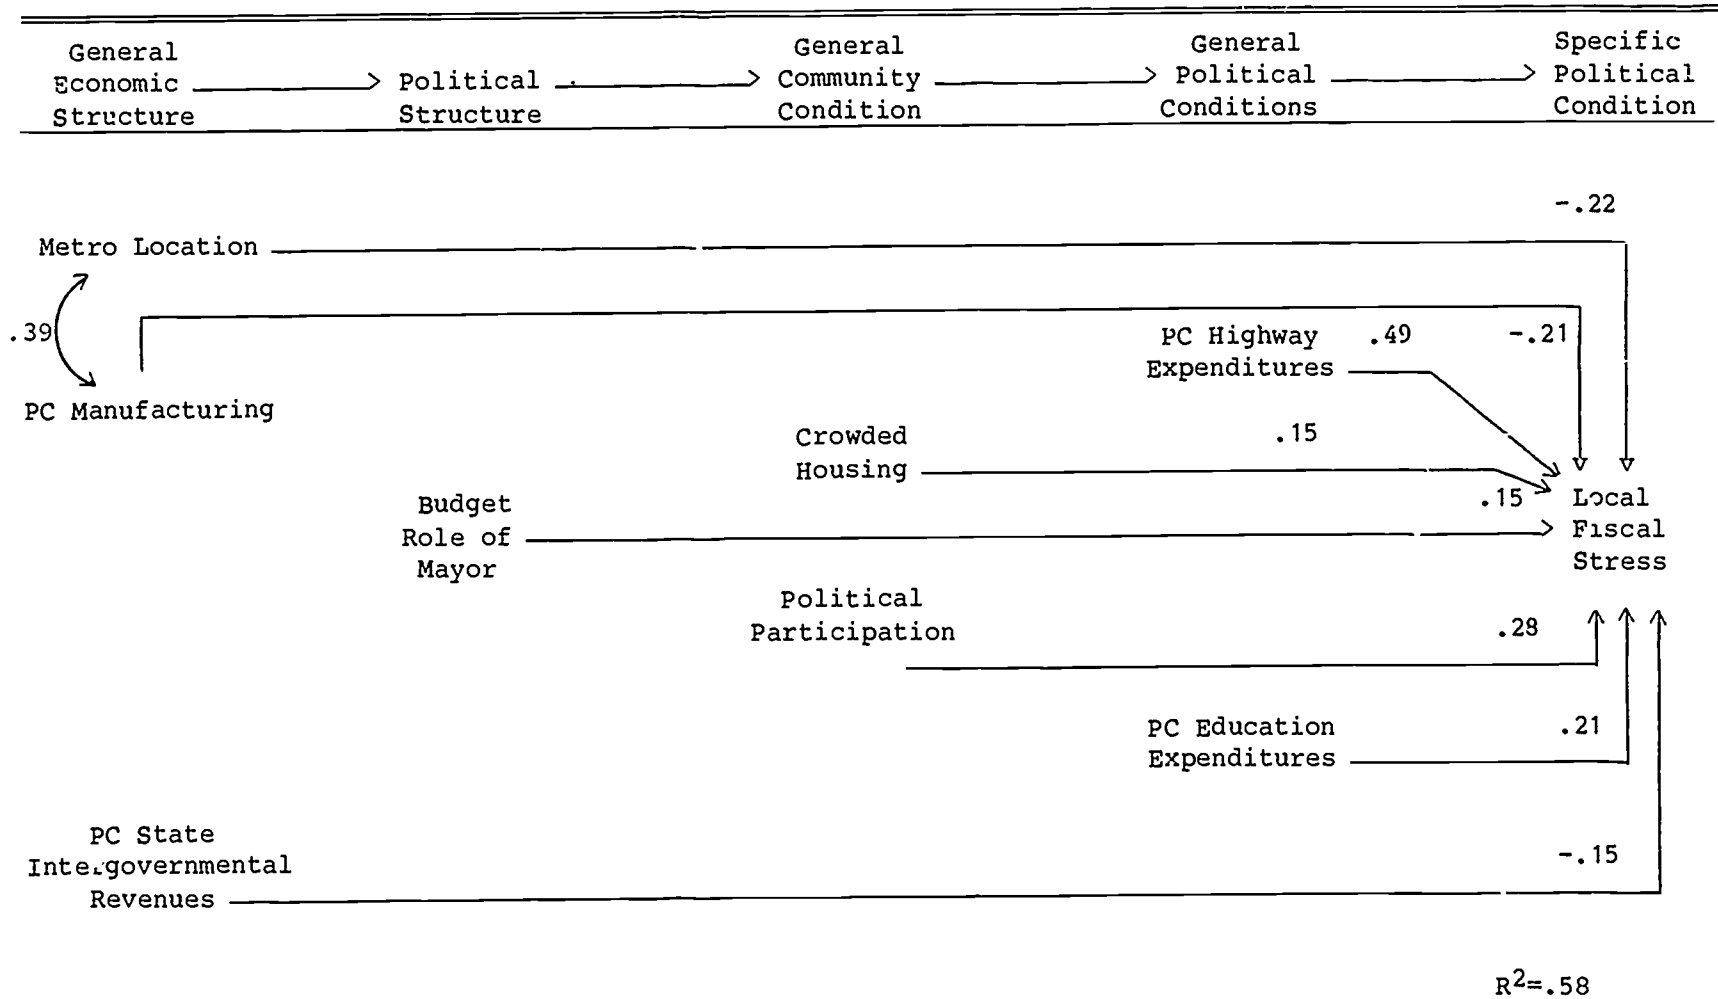 General
Economic
Structure
Political
Structure
General
Community
Condition
General
Political
Conditions
Specific
Political
Condition
-.22
Metro Location
.39
PC Manufacturing
PC Highway
Expenditures
.49
-.21
Crowded
Housing
.15
Budget
Role of
Mayor
.15
Local
Fiscal
Stress
Political
Participation
.28
PC Education
Expenditures
.21
PC State
Intergovernmental
Revenues
-.15
R²=.58